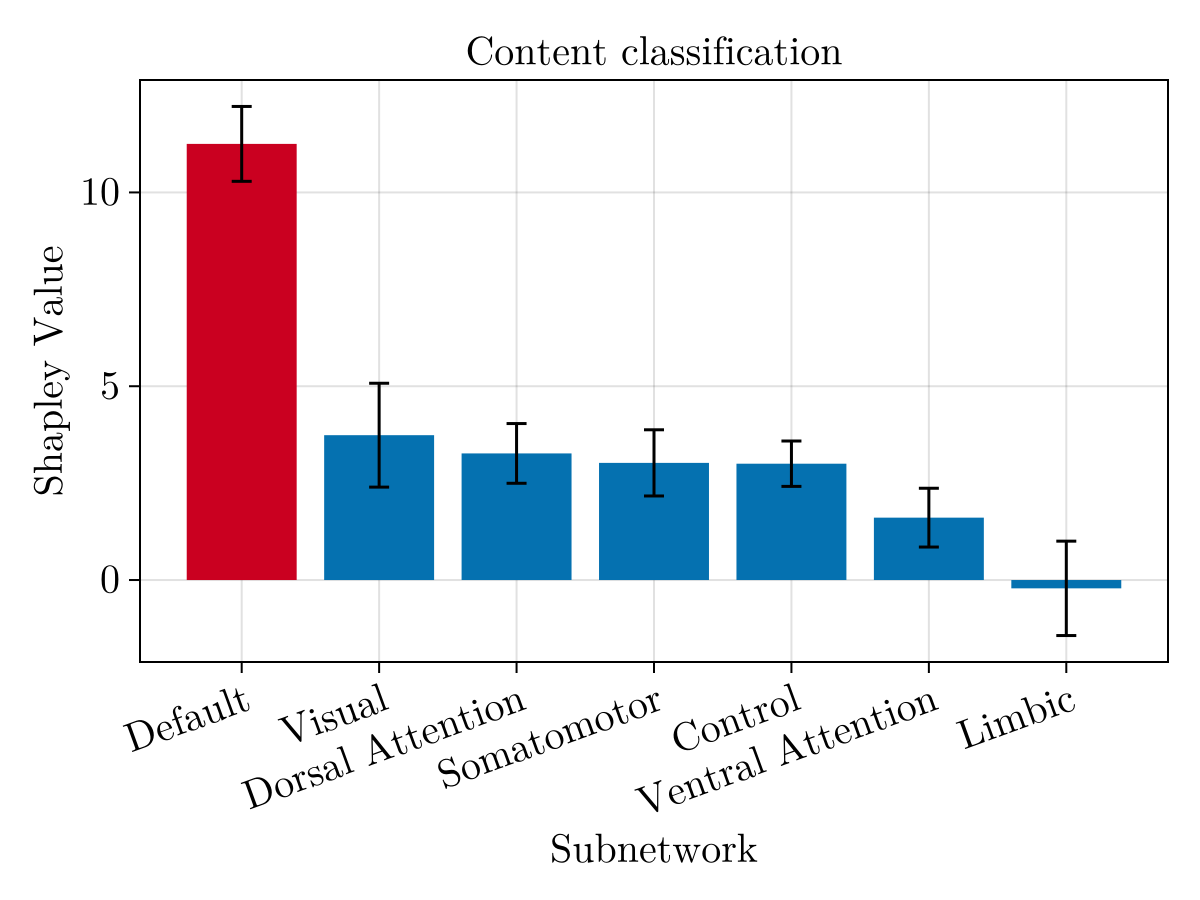 Content classification
Shapley Value
10
5
0
Default
Visual
Dorsal Attention
Somatomotor
Control
Ventral Attention
Limbic
Subnetwork